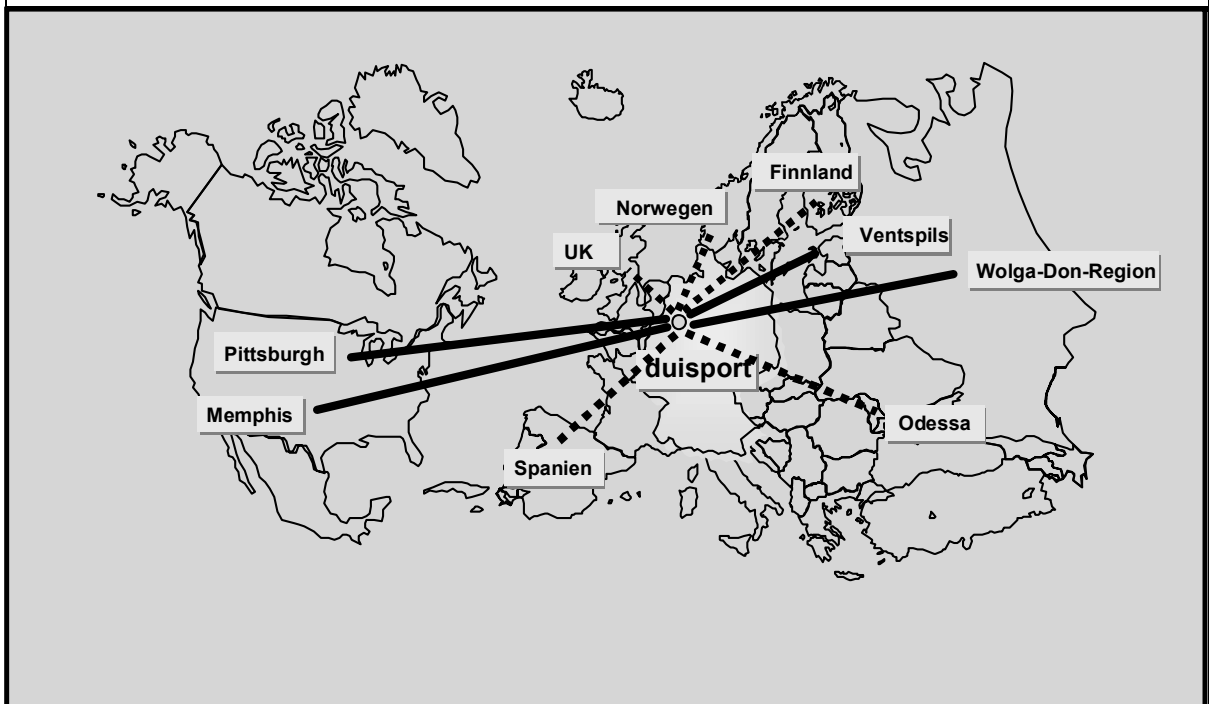 Finnland
Norwegen
Ventspils
UK
Wolga-Don-Region
Pittsburgh
duisport
Memphis
Odessa
Spanien